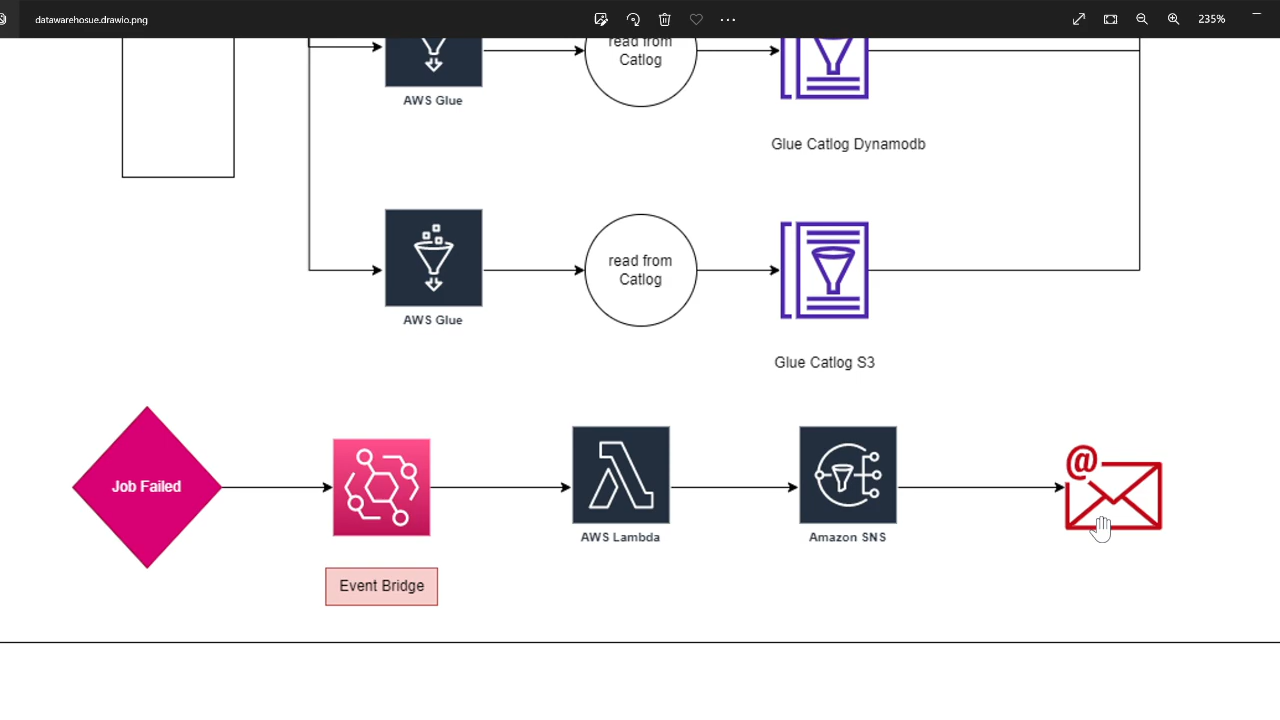 datawarehosue.drawio.png
235%
read from
Catlog
AWS Glue
Glue Catlog Dynamodb
read from
Catlog
AWS Glue
Glue Catlog S3
Job Failed
@
AWS Lambda
Amazon SNS
Event Bridge